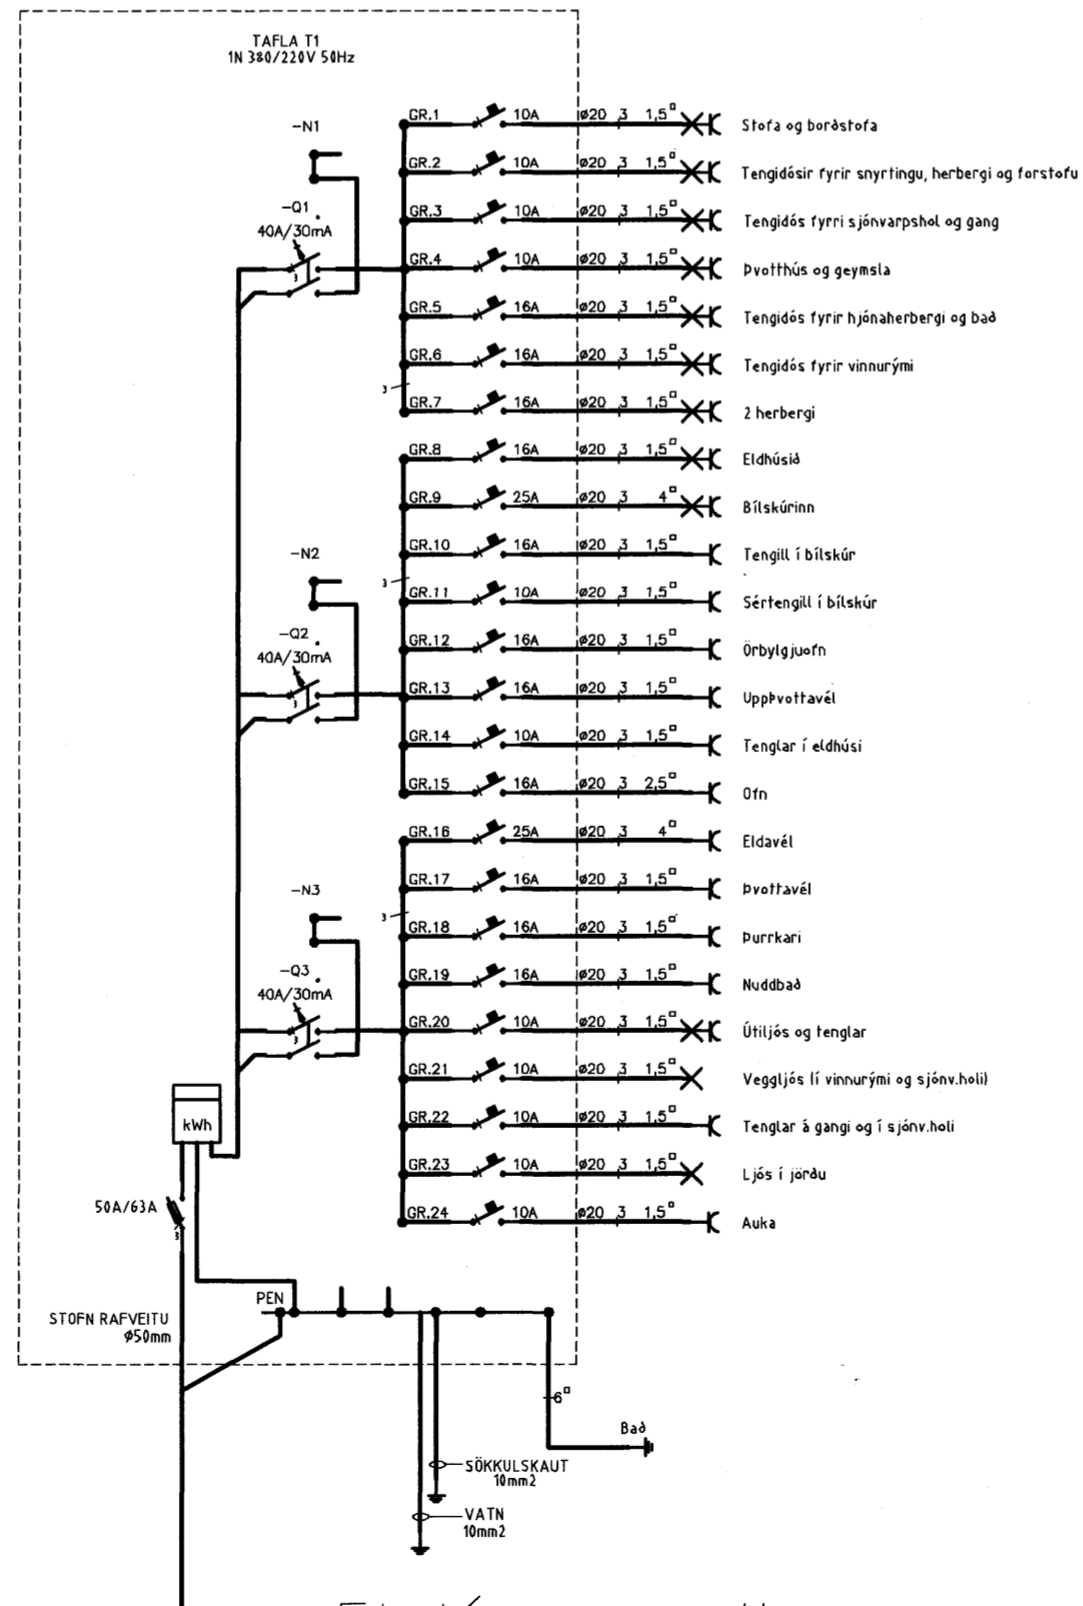 TAFLA T1
1N 380/220V 50Hz
-N1
-Q1
40A/30mA
3
GR.1 10A ø20 3 1,5□ Stofa og borðstofa
GR.2 10A ø20 3 1,5□ Tengidósir fyrir snyrtingu, herbergi og forstofu
GR.3 10A ø20 3 1,5□ Tengidós fyrri sjónvarpshol og gang
GR.4 10A ø20 3 1,5□ Þvotthús og geymsla
GR.5 16A ø20 3 1,5□ Tengidós fyrir hjónaherbergi og bað
GR.6 16A ø20 3 1,5□ Tengidós fyrir vinnurými
3
GR.7 16A ø20 3 1,5□ 2 herbergi
GR.8 16A ø20 3 1,5□ Eldhúsið
GR.9 25A ø20 3 4□ Bílskúrinn
-N2
GR.10 16A ø20 3 1,5□ Tengill í bílskúr
3
GR.11 10A ø20 3 1,5□ Sértengill í bílskúr
-Q2
40A/30mA
3
GR.12 16A ø20 3 1,5□ Örbylgjuofn
GR.13 16A ø20 3 1,5□ Uppþvottavél
GR.14 10A ø20 3 1,5□ Tenglar í eldhúsi
GR.15 16A ø20 3 2,5□ Ofn
GR.16 25A ø20 3 4□ Eldavél
-N3
GR.17 16A ø20 3 1,5□ Þvottavél
3
GR.18 16A ø20 3 1,5□ Þurrkari
-Q3
40A/30mA
3
GR.19 16A ø20 3 1,5□ Nuddbað
GR.20 10A ø20 3 1,5□ Útiljós og tenglar
GR.21 10A ø20 3 1,5□ Veggljós (í vinnurými og sjónv.holi)
GR.22 10A ø20 3 1,5□ Tenglar á gangi og í sjónv.holi
GR.23 10A ø20 3 1,5□ Ljós í jörðu
GR.24 10A ø20 3 1,5□ Auka
kWh
50A/63A
3
PEN
STOFN RAFVEITU
ø50mm
6□
Bað
SÖKKULSKAUT
10mm2
VATN
10mm2